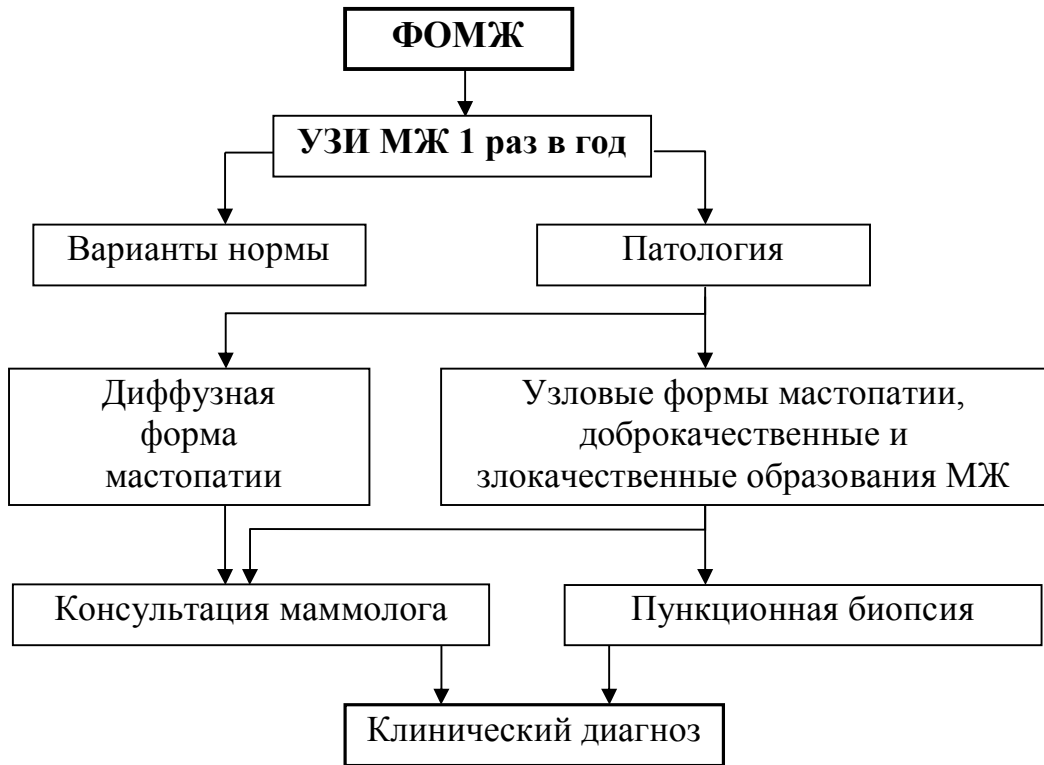 ФОМЖ
УЗИ МЖ 1 раз в год
Варианты нормы
Патология
Диффузная
форма
мастопатии
Узловые формы мастопатии,
доброкачественные и
злокачественные образования МЖ
Консультация маммолога
Пункционная биопсия
Клинический диагноз